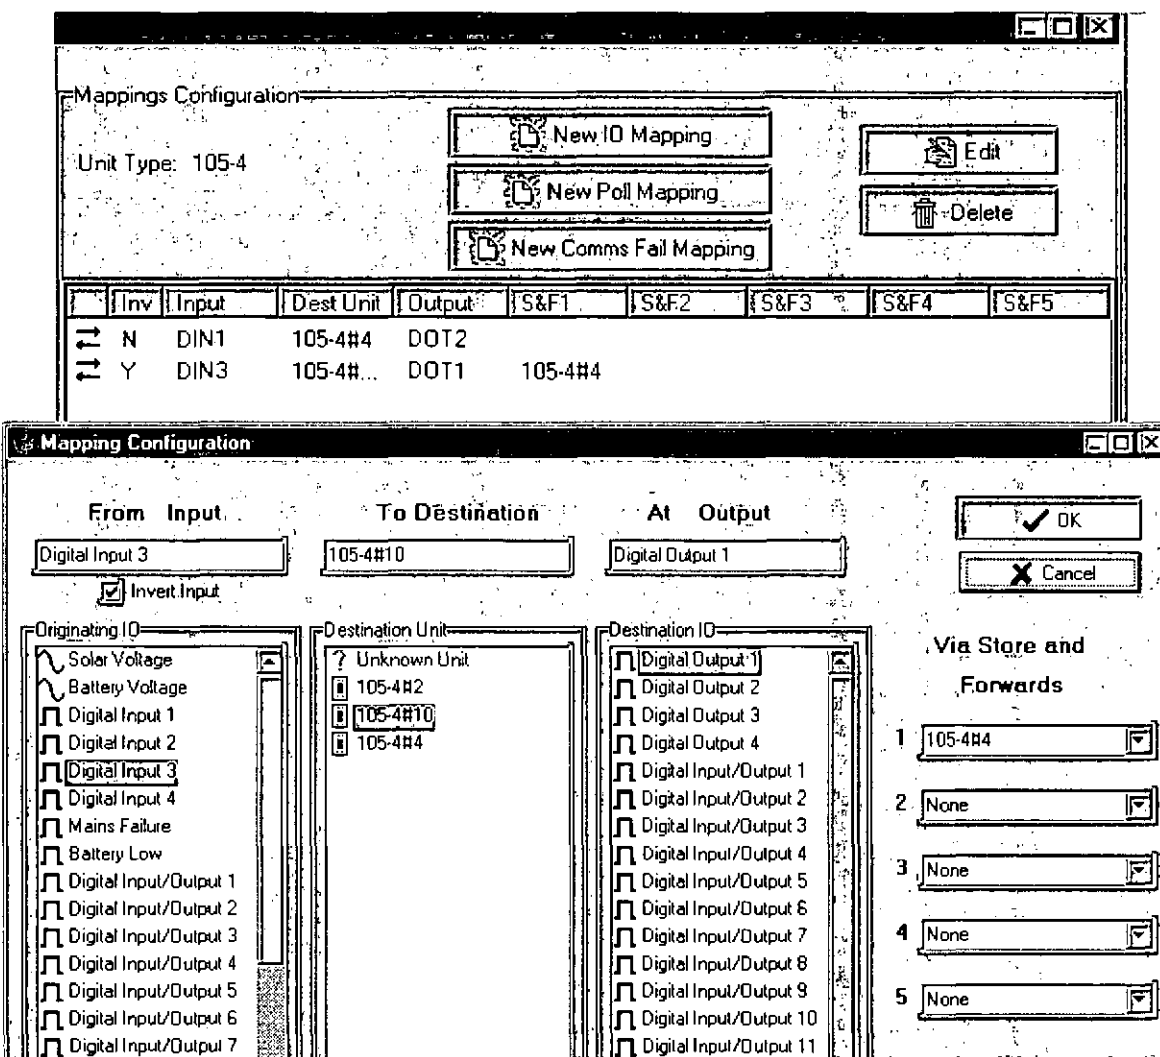 Mappings Configuration
Unit Type: 105-4
New IO Mapping
New Poll Mapping
New Comms Fail Mapping
Edit
Delete
Inv Input Dest Unit Output S&F1 S&F2 S&F3 S&F4 S&F5
N DIN1 105-4#4 DOT2
Y DIN3 105-4#... DOT1 105-4#4
Mapping Configuration
From Input To Destination At Output
Digital Input 3 105-4#10 Digital Output 1
Invert Input
OK
Cancel
Originating IO
Solar Voltage
Battery Voltage
Digital Input 1
Digital Input 2
Digital Input 3
Digital Input 4
Mains Failure
Battery Low
Digital Input/Output 1
Digital Input/Output 2
Digital Input/Output 3
Digital Input/Output 4
Digital Input/Output 5
Digital Input/Output 6
Digital Input/Output 7
Destination Unit
? Unknown Unit
105-4#2
105-4#10
105-4#4
Destination IO
Digital Output 1
Digital Output 2
Digital Output 3
Digital Output 4
Digital Input/Output 1
Digital Input/Output 2
Digital Input/Output 3
Digital Input/Output 4
Digital Input/Output 5
Digital Input/Output 6
Digital Input/Output 7
Digital Input/Output 8
Digital Input/Output 9
Digital Input/Output 10
Digital Input/Output 11
Via Store and
Forwards
1 105-4#4
2 None
3 None
4 None
5 None